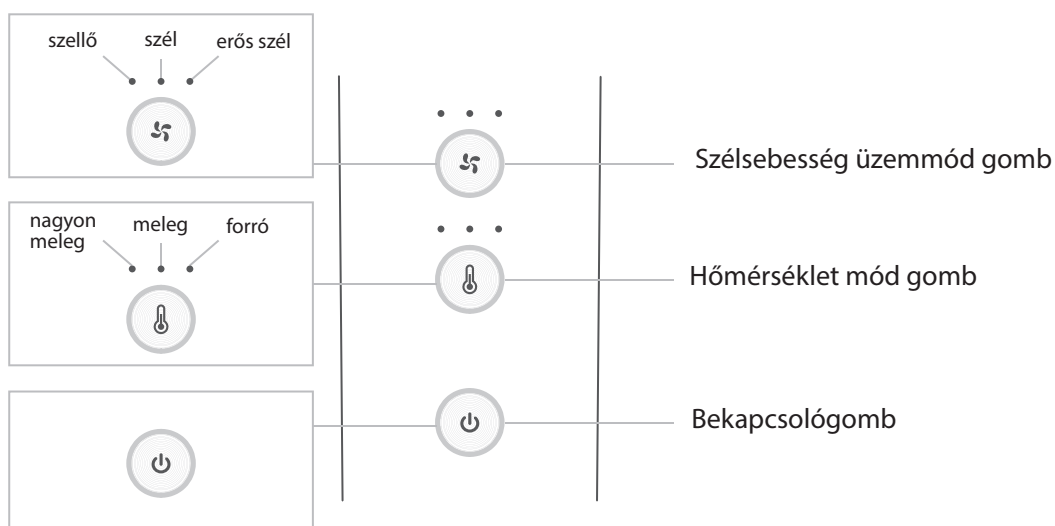 szellő
szél
erős szél
Szélsebesség üzemmód gomb
nagyon
meleg
meleg
forró
Hőmérséklet mód gomb
Bekapcsológomb